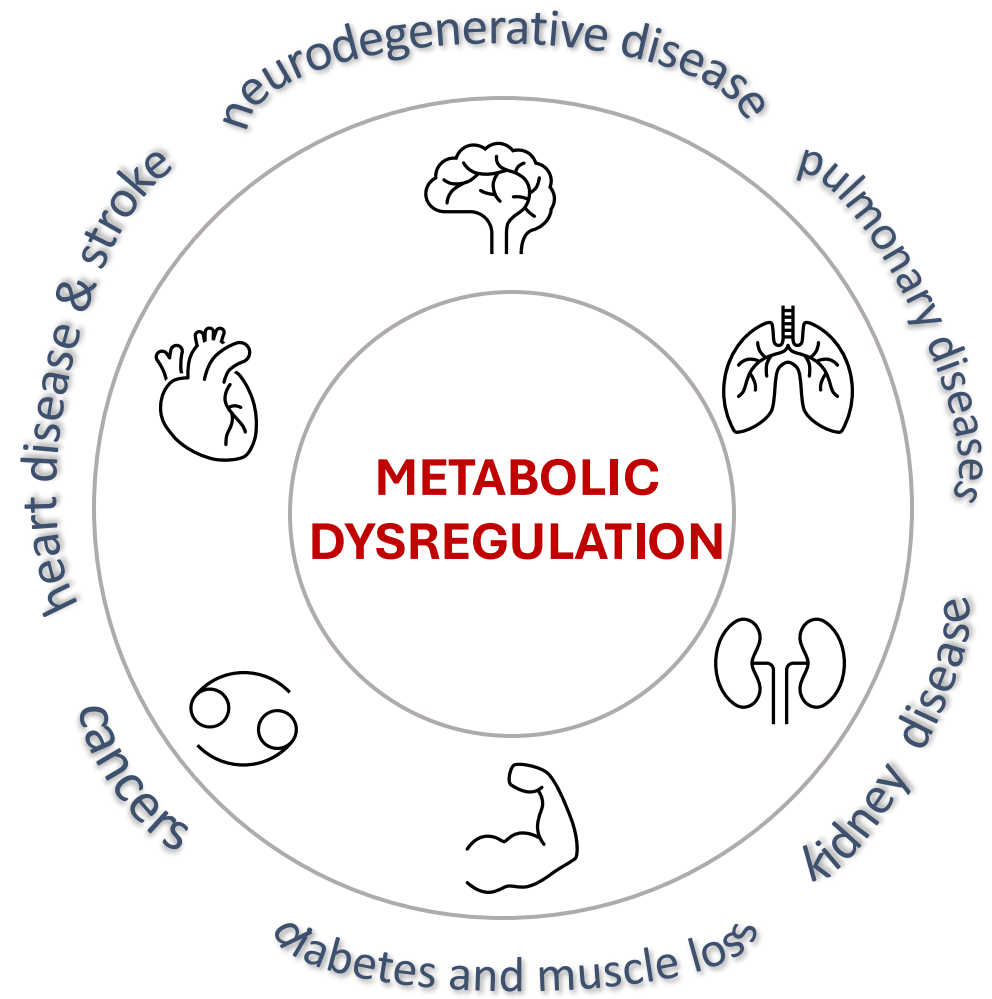 neurodegenerative disease
pulmonary diseases
kidney disease
diabetes and muscle loss
cancers
heart disease & stroke
METABOLIC
DYSREGULATION